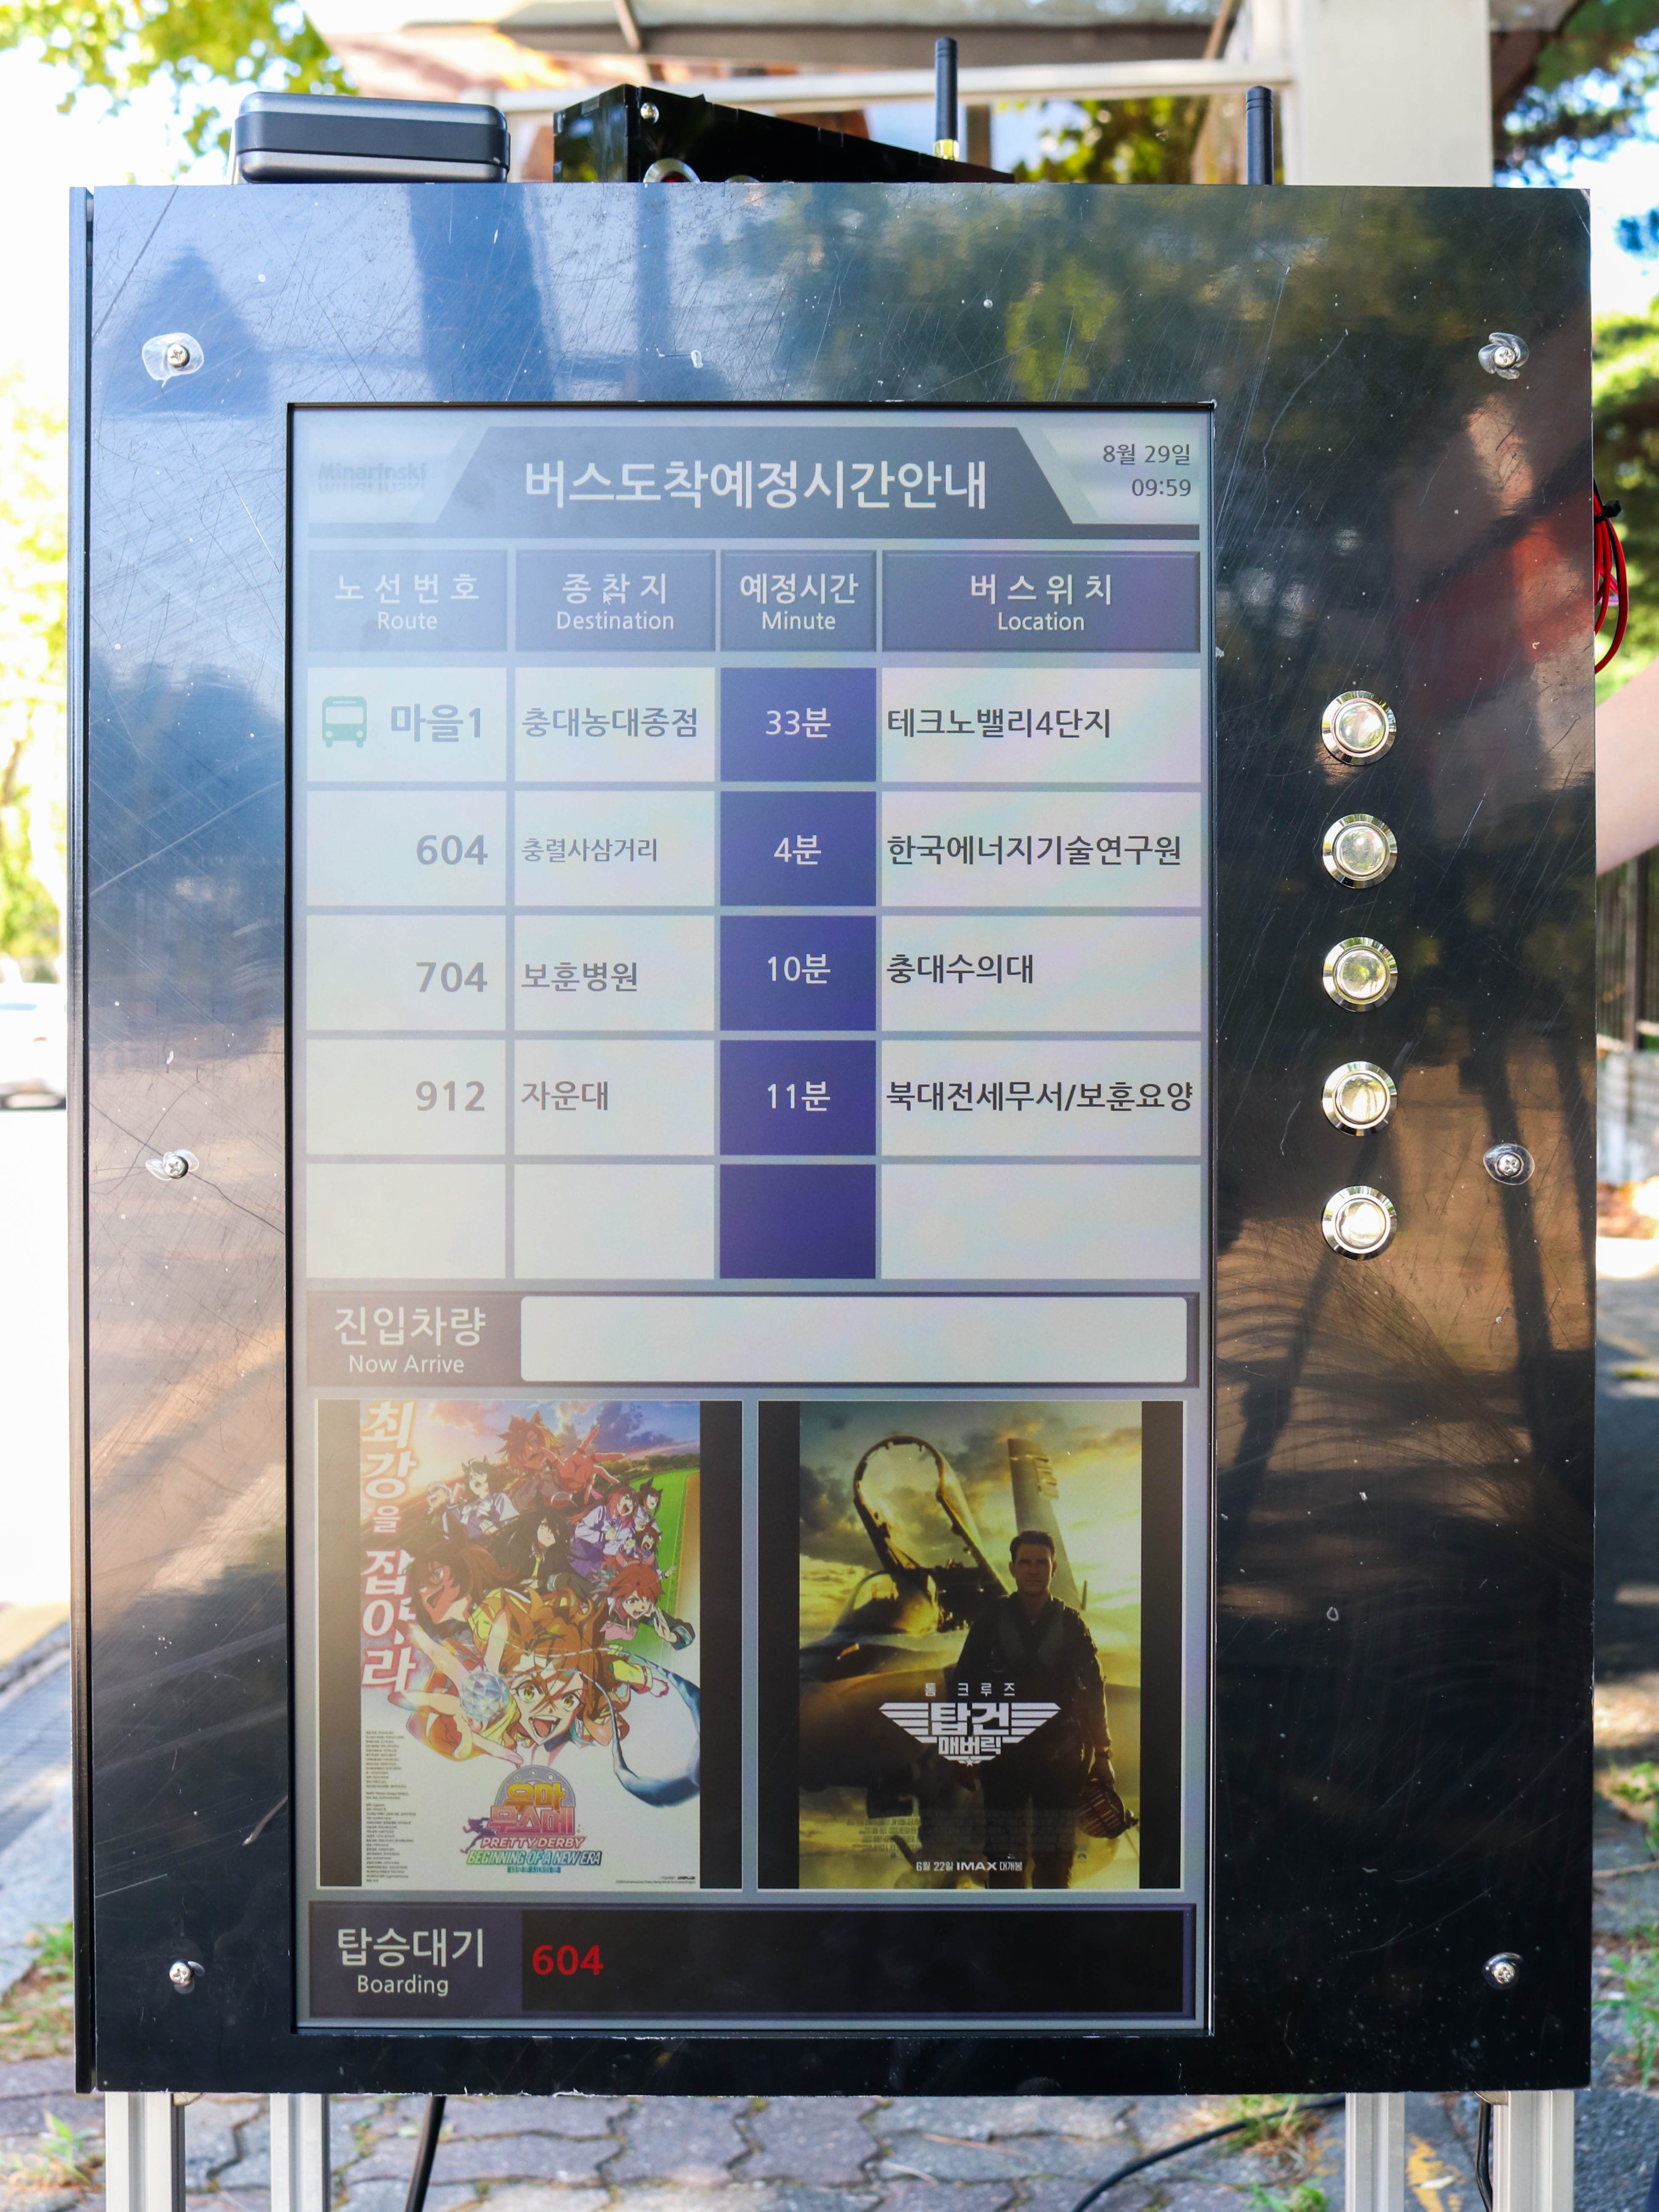 Minarinski
버스도착예정시간안내
8월 29일
09:59
노선번호 종착지 예정시간 버스위치
Route Destination Minute Location
마을1 충대농대종점 33분 테크노밸리4단지
604 충렬사삼거리 4분 한국에너지기술연구원
704 보훈병원 10분 충대수의대
912 자운대 11분 북대전세무서/보훈요양
진입차량
Now Arrive
최강을 잡아라
우마
무스메
PRETTY DERBY
BEGINNING OF A NEW ERA
톰 크루즈
탑건
매버릭
6월 22일 IMAX 대개봉
탑승대기
Boarding
604